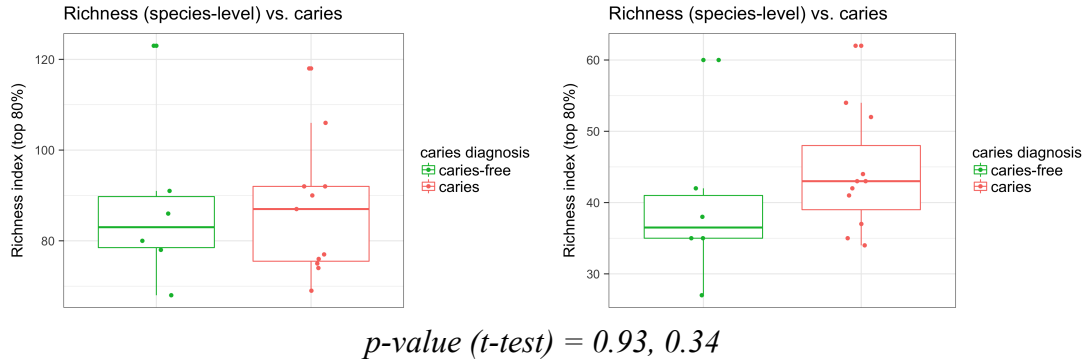 Richness (species-level) vs. caries
Richness index (top 80%)
120
100
80
caries diagnosis
caries-free
caries
Richness (species-level) vs. caries
Richness index (top 80%)
60
50
40
30
caries diagnosis
caries-free
caries
p-value (t-test) = 0.93, 0.34